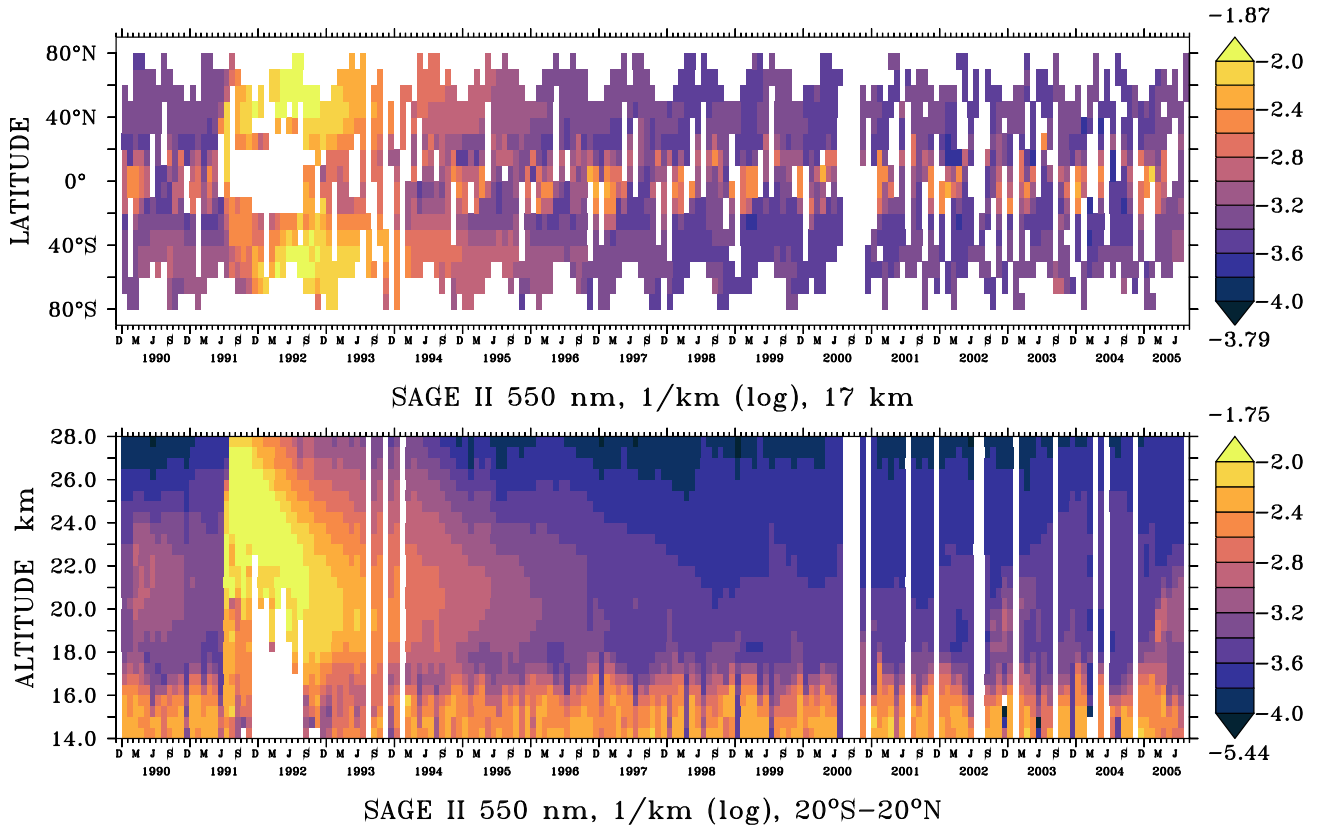 −1.87
80°N
40°N
0°
40°S
80°S
LATITUDE
−2.0
−2.4
−2.8
−3.2
−3.6
−4.0
−3.79
D M J S D M J S D M J S D M J S D M J S D M J S D M J S D M J S D M J S D M J S D M J S D M J S D M J S D M J S D M J S D M J
1990 1991 1992 1993 1994 1995 1996 1997 1998 1999 2000 2001 2002 2003 2004 2005
SAGE II 550 nm, 1/km (log), 17 km
−1.75
28.0
26.0
24.0
22.0
20.0
18.0
16.0
14.0
ALTITUDE km
−2.0
−2.4
−2.8
−3.2
−3.6
−4.0
−5.44
D M J S D M J S D M J S D M J S D M J S D M J S D M J S D M J S D M J S D M J S D M J S D M J S D M J S D M J S D M J S D M J
1990 1991 1992 1993 1994 1995 1996 1997 1998 1999 2000 2001 2002 2003 2004 2005
SAGE II 550 nm, 1/km (log), 20°S−20°N